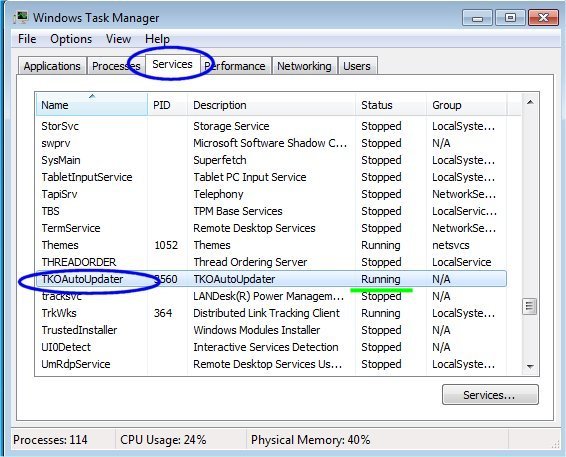 Windows Task Manager
File Options View Help
Applications Processes Services Performance Networking Users
Name PID Description Status Group
StorSvc Storage Service Stopped LocalSyste...
swprv Microsoft Software Shadow C... Stopped N/A
SysMain Superfetch Stopped LocalSyste...
TabletInputService Tablet PC Input Service Stopped LocalSyste...
TapiSrv Telephony Stopped NetworkSe...
TBS TPM Base Services Stopped LocalServic...
TermService Remote Desktop Services Stopped NetworkSe...
Themes 1052 Themes Running netsvcs
THREADORDER Thread Ordering Server Stopped LocalService
TKOAutoUpdater 3560 TKOAutoUpdater Running N/A
tracksvc LANDesk(R) Power Managem... Stopped N/A
TrkWks 364 Distributed Link Tracking Client Running LocalSyste...
TrustedInstaller Windows Modules Installer Stopped N/A
UI0Detect Interactive Services Detection Stopped N/A
UmRdpService Remote Desktop Services Us... Stopped LocalSyste...
Services...
Processes: 114 CPU Usage: 24% Physical Memory: 40%